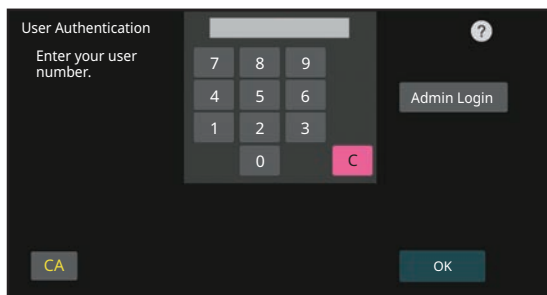 User Authentication
?
Enter your user
number.
7 8 9
4 5 6
Admin Login
1 2 3
0 C
CA
OK